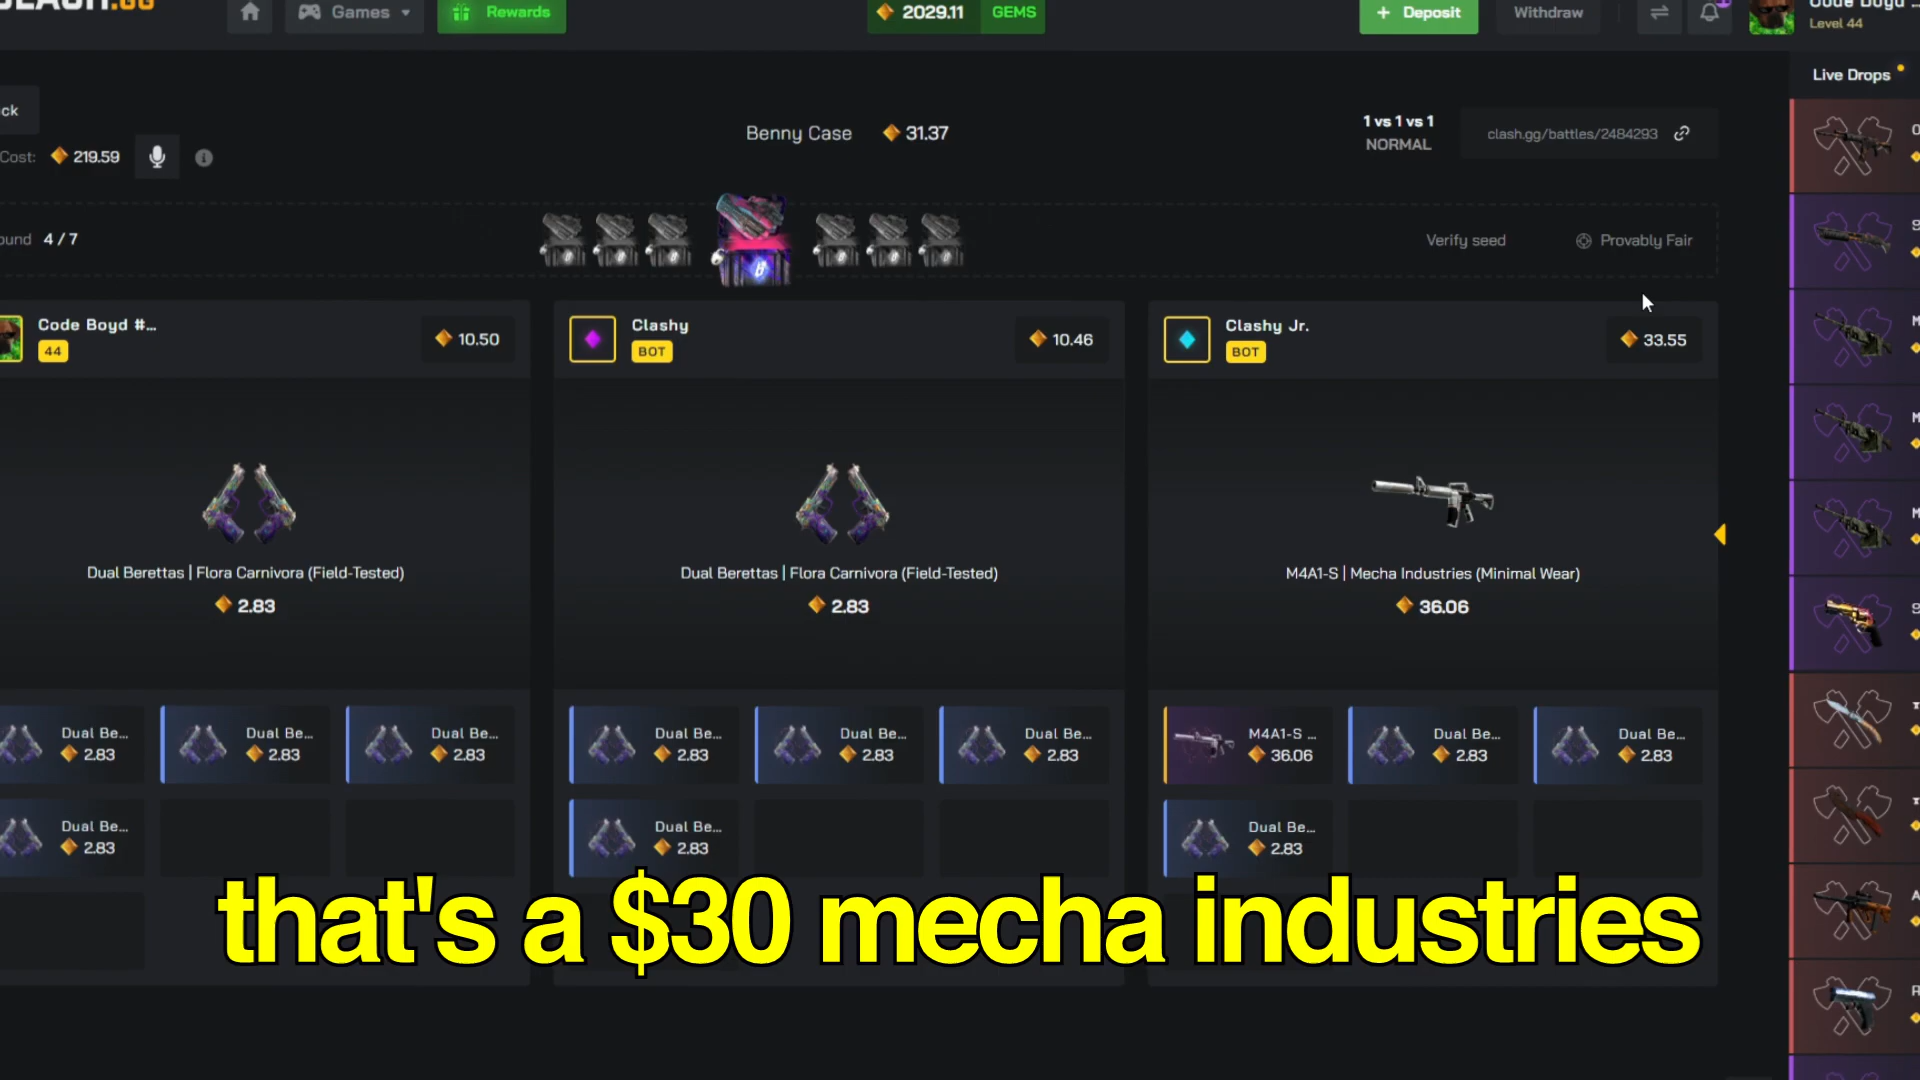 CLASH.GG
Games
Rewards
2029.11 GEMS
Deposit
Withdraw
Code Boyd ...
Level 44
ck
Cost: 219.59
Benny Case 31.37
1 vs 1 vs 1
NORMAL
clash.gg/battles/2484293
Live Drops
ound 4 / 7
Verify seed
Provably Fair
Code Boyd #...
44
10.50
Clashy
BOT
10.46
Clashy Jr.
BOT
33.55
Dual Berettas | Flora Carnivora (Field-Tested)
2.83
Dual Berettas | Flora Carnivora (Field-Tested)
2.83
M4A1-S | Mecha Industries (Minimal Wear)
36.06
Dual Be...
2.83
Dual Be...
2.83
Dual Be...
2.83
Dual Be...
2.83
Dual Be...
2.83
Dual Be...
2.83
M4A1-S ...
36.06
Dual Be...
2.83
Dual Be...
2.83
Dual Be...
2.83
Dual Be...
2.83
Dual Be...
2.83
that's a $30 mecha industries